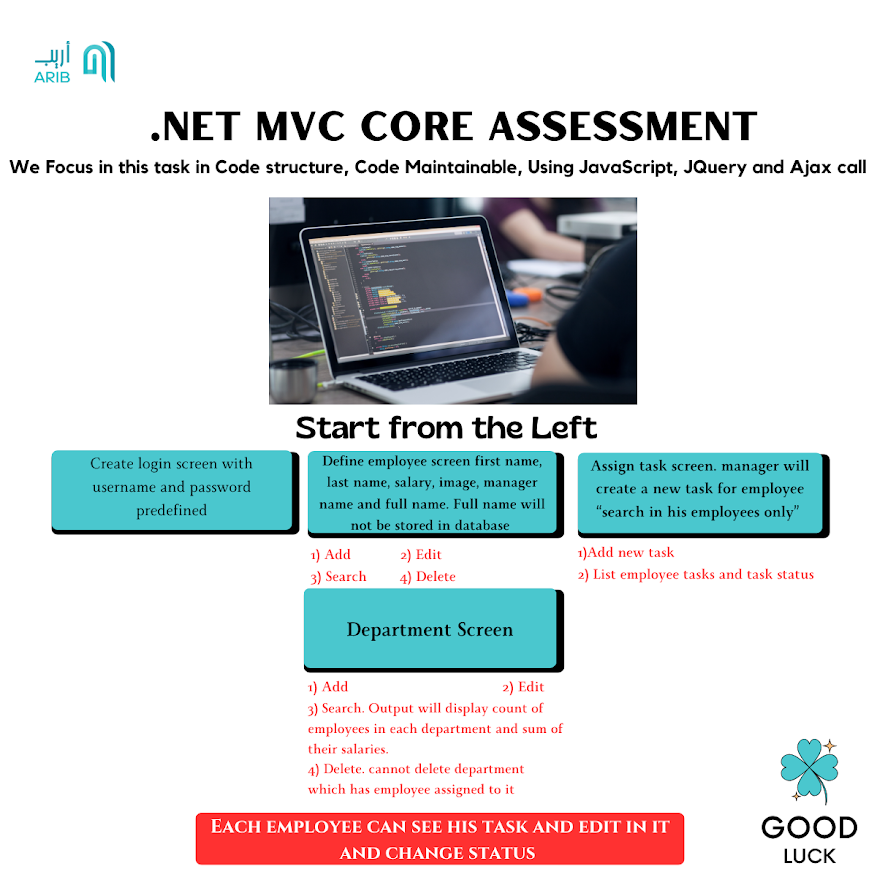 أريب
ARIB
.NET MVC CORE ASSESSMENT
We Focus in this task in Code structure, Code Maintainable, Using JavaScript, JQuery and Ajax call
Start from the Left
Create login screen with
username and password
predefined
Define employee screen first name,
last name, salary, image, manager
name and full name. Full name will
not be stored in database
1) Add 2) Edit
3) Search 4) Delete
Assign task screen. manager will
create a new task for employee
“search in his employees only”
1)Add new task
2) List employee tasks and task status
Department Screen
1) Add 2) Edit
3) Search. Output will display count of
employees in each department and sum of
their salaries.
4) Delete. cannot delete department
which has employee assigned to it
EACH EMPLOYEE CAN SEE HIS TASK AND EDIT IN IT
AND CHANGE STATUS
GOOD
LUCK